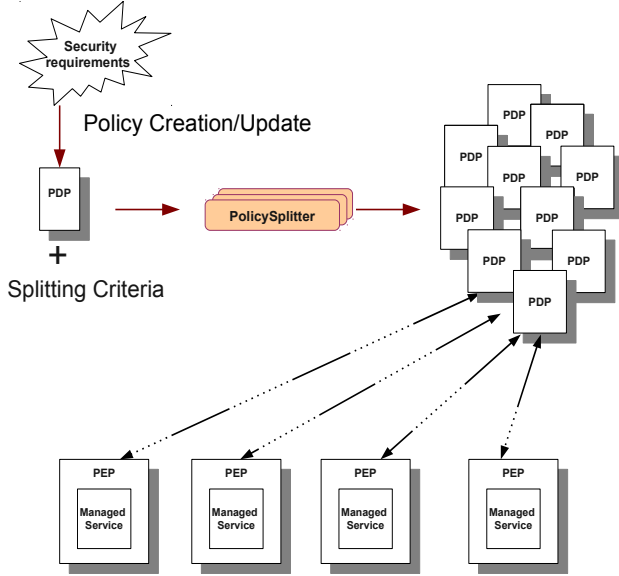 Security
requirements
Policy Creation/Update
PDP
+
Splitting Criteria
PolicySplitter
PDP
PDP
PDP
PDP
PDP
PDP
PDP
PDP
PDP
PDP
PEP
Managed
Service
PEP
Managed
Service
PEP
Managed
Service
PEP
Managed
Service